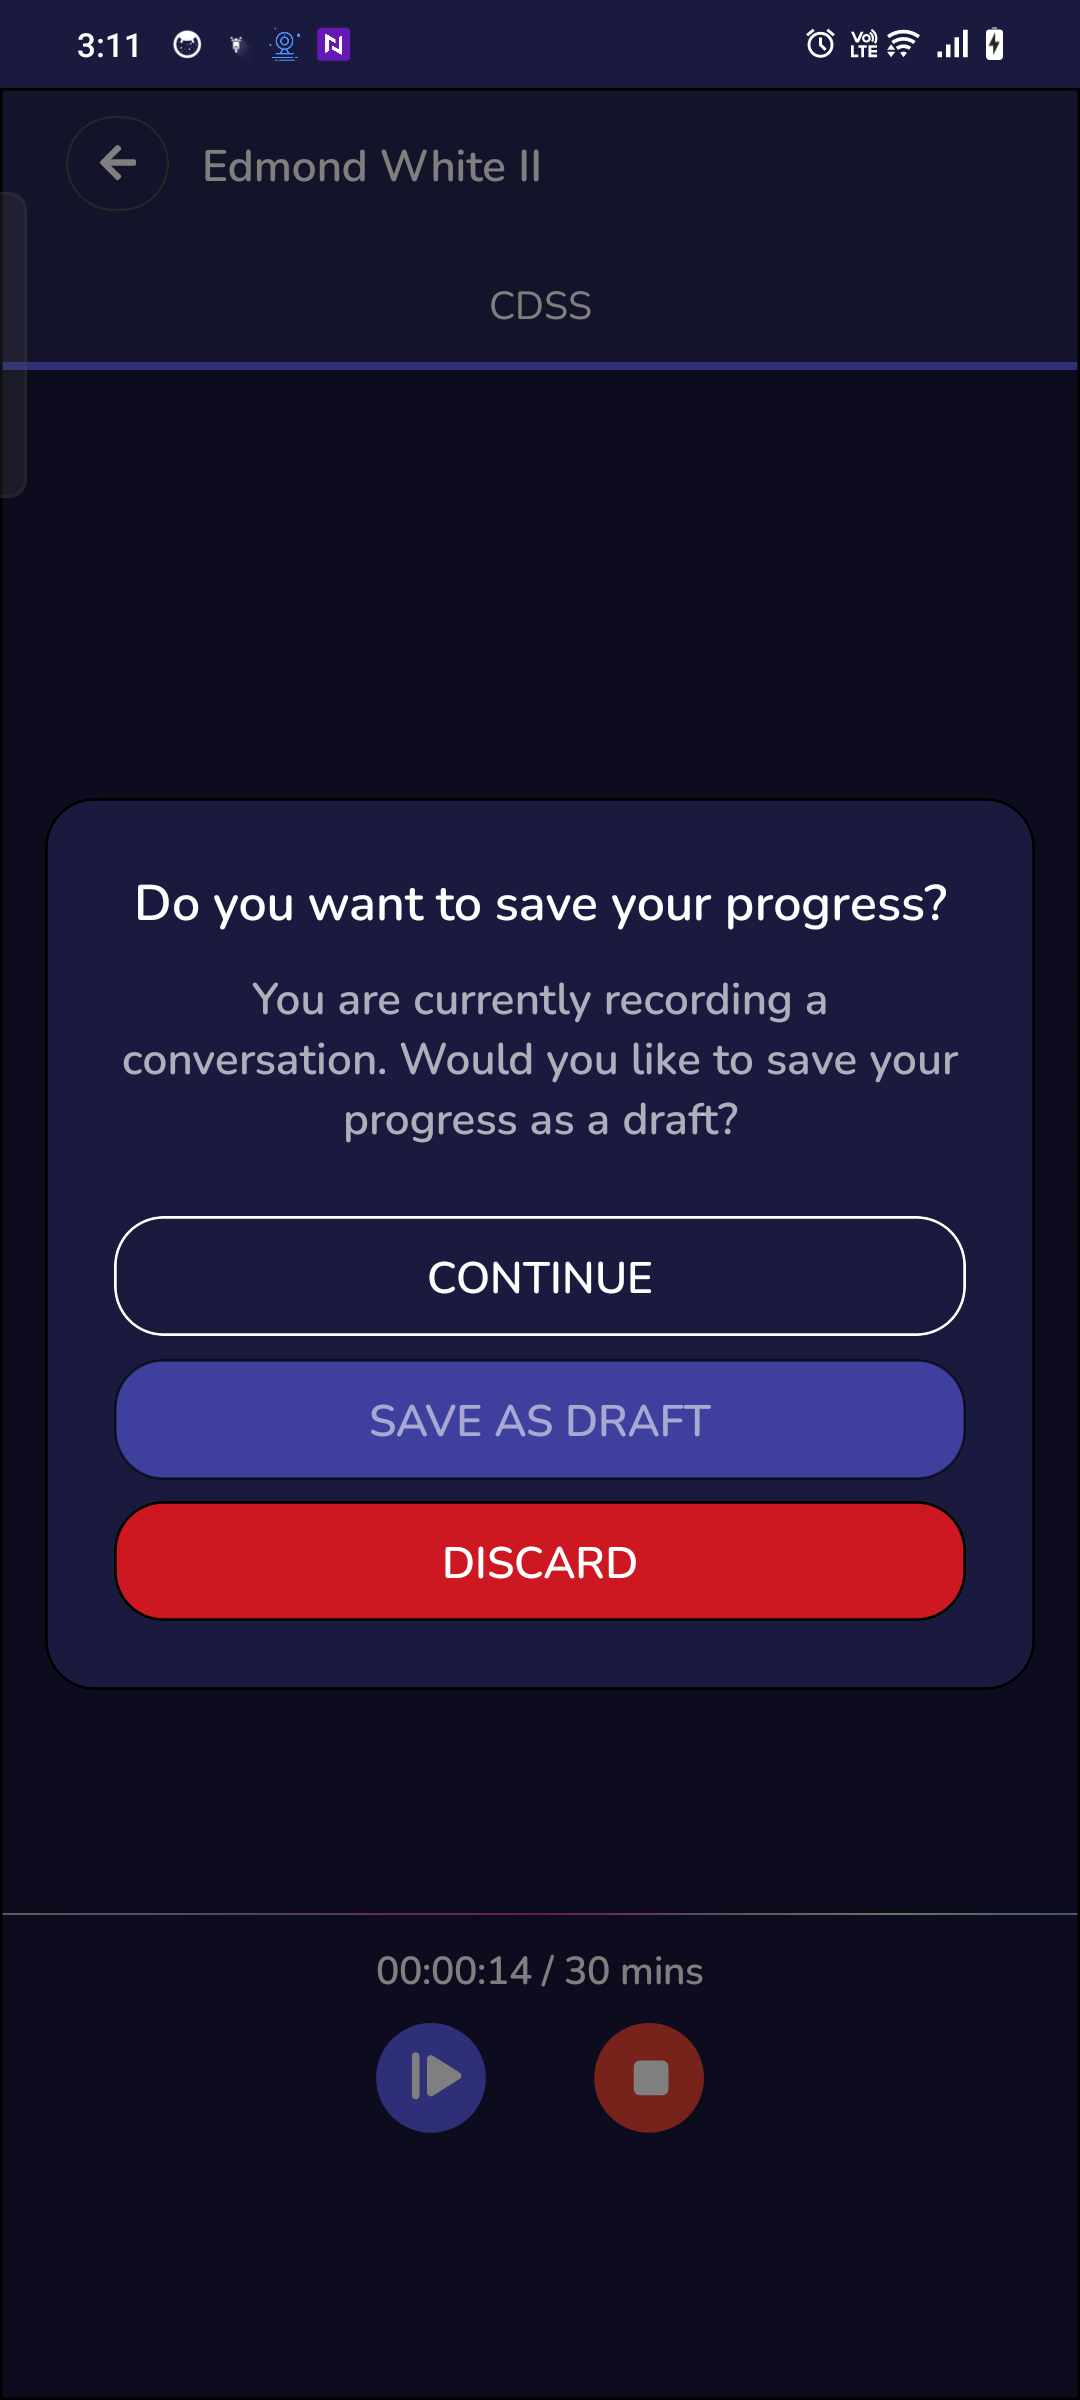 3:11
Vo))
LTE
Edmond White II
CDSS
Do you want to save your progress?
You are currently recording a
conversation. Would you like to save your
progress as a draft?
CONTINUE
SAVE AS DRAFT
DISCARD
00:00:14 / 30 mins